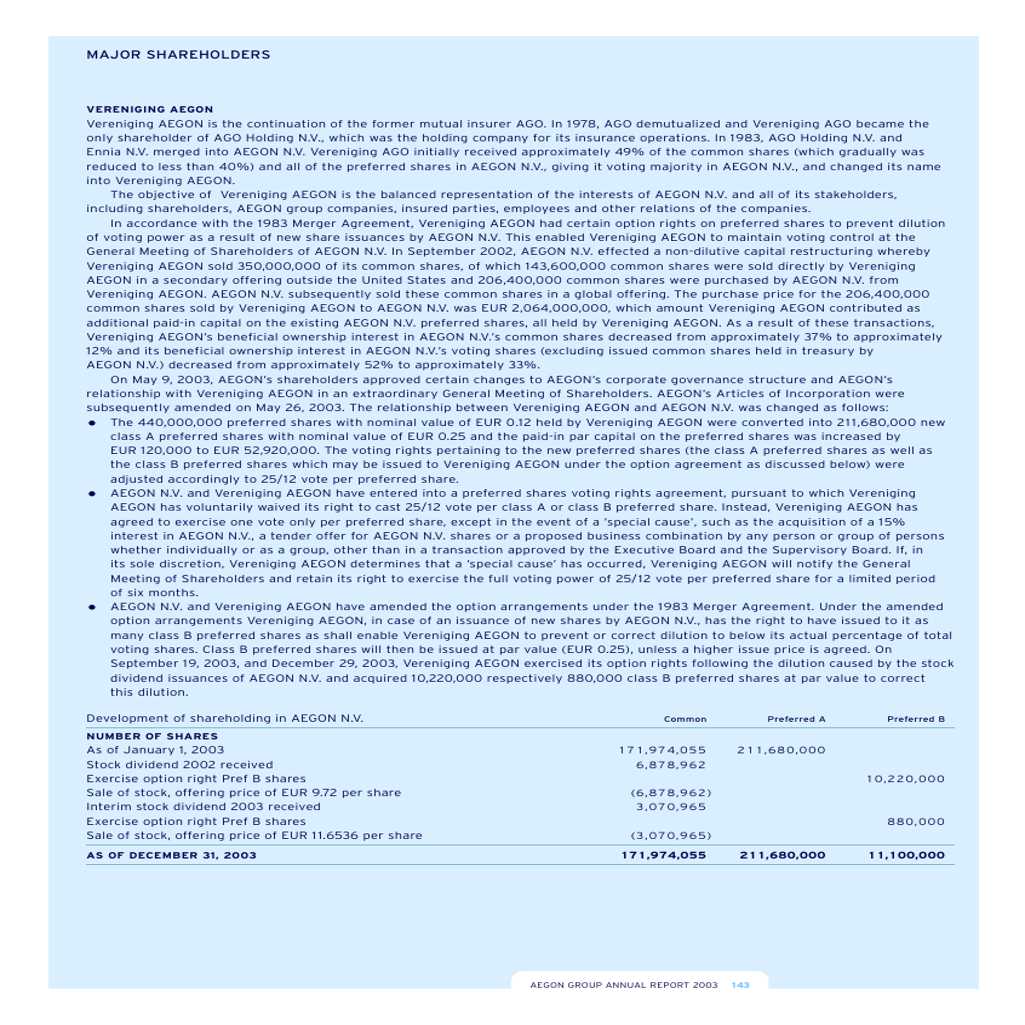 MAJOR SHAREHOLDERS
VERENIGING AEGON
Vereniging AEGON is the continuation of the former mutual insurer AGO. In 1978, AGO demutualized and Vereniging AGO became the
only shareholder of AGO Holding N.V., which was the holding company for its insurance operations. In 1983, AGO Holding N.V. and
Ennia N.V. merged into AEGON N.V. Vereniging AGO initially received approximately 49% of the common shares (which gradually was
reduced to less than 40%) and all of the preferred shares in AEGON N.V., giving it voting majority in AEGON N.V., and changed its name
into Vereniging AEGON.
The objective of Vereniging AEGON is the balanced representation of the interests of AEGON N.V. and all of its stakeholders,
including shareholders, AEGON group companies, insured parties, employees and other relations of the companies.
In accordance with the 1983 Merger Agreement, Vereniging AEGON had certain option rights on preferred shares to prevent dilution
of voting power as a result of new share issuances by AEGON N.V. This enabled Vereniging AEGON to maintain voting control at the
General Meeting of Shareholders of AEGON N.V. In September 2002, AEGON N.V. effected a non-dilutive capital restructuring whereby
Vereniging AEGON sold 350,000,000 of its common shares, of which 143,600,000 common shares were sold directly by Vereniging
AEGON in a secondary offering outside the United States and 206,400,000 common shares were purchased by AEGON N.V. from
Vereniging AEGON. AEGON N.V. subsequently sold these common shares in a global offering. The purchase price for the 206,400,000
common shares sold by Vereniging AEGON to AEGON N.V. was EUR 2,064,000,000, which amount Vereniging AEGON contributed as
additional paid-in capital on the existing AEGON N.V. preferred shares, all held by Vereniging AEGON. As a result of these transactions,
Vereniging AEGON's beneficial ownership interest in AEGON N.V.'s common shares decreased from approximately 37% to approximately
12% and its beneficial ownership interest in AEGON N.V.'s voting shares (excluding issued common shares held in treasury by
AEGON N.V.) decreased from approximately 52% to approximately 33%.
On May 9, 2003, AEGON's shareholders approved certain changes to AEGON's corporate governance structure and AEGON's
relationship with Vereniging AEGON in an extraordinary General Meeting of Shareholders. AEGON's Articles of Incorporation were
subsequently amended on May 26, 2003. The relationship between Vereniging AEGON and AEGON N.V. was changed as follows:
• The 440,000,000 preferred shares with nominal value of EUR 0.12 held by Vereniging AEGON were converted into 211,680,000 new
class A preferred shares with nominal value of EUR 0.25 and the paid-in par capital on the preferred shares was increased by
EUR 120,000 to EUR 52,920,000. The voting rights pertaining to the new preferred shares (the class A preferred shares as well as
the class B preferred shares which may be issued to Vereniging AEGON under the option agreement as discussed below) were
adjusted accordingly to 25/12 vote per preferred share.
• AEGON N.V. and Vereniging AEGON have entered into a preferred shares voting rights agreement, pursuant to which Vereniging
AEGON has voluntarily waived its right to cast 25/12 vote per class A or class B preferred share. Instead, Vereniging AEGON has
agreed to exercise one vote only per preferred share, except in the event of a 'special cause', such as the acquisition of a 15%
interest in AEGON N.V., a tender offer for AEGON N.V. shares or a proposed business combination by any person or group of persons
whether individually or as a group, other than in a transaction approved by the Executive Board and the Supervisory Board. If, in
its sole discretion, Vereniging AEGON determines that a 'special cause' has occurred, Vereniging AEGON will notify the General
Meeting of Shareholders and retain its right to exercise the full voting power of 25/12 vote per preferred share for a limited period
of six months.
• AEGON N.V. and Vereniging AEGON have amended the option arrangements under the 1983 Merger Agreement. Under the amended
option arrangements Vereniging AEGON, in case of an issuance of new shares by AEGON N.V., has the right to have issued to it as
many class B preferred shares as shall enable Vereniging AEGON to prevent or correct dilution to below its actual percentage of total
voting shares. Class B preferred shares will then be issued at par value (EUR 0.25), unless a higher issue price is agreed. On
September 19, 2003, and December 29, 2003, Vereniging AEGON exercised its option rights following the dilution caused by the stock
dividend issuances of AEGON N.V. and acquired 10,220,000 respectively 880,000 class B preferred shares at par value to correct
this dilution.
Development of shareholding in AEGON N.V. Common Preferred A Preferred B
NUMBER OF SHARES
As of January 1, 2003 171,974,055 211,680,000
Stock dividend 2002 received 6,878,962
Exercise option right Pref B shares 10,220,000
Sale of stock, offering price of EUR 9.72 per share (6,878,962)
Interim stock dividend 2003 received 3,070,965
Exercise option right Pref B shares 880,000
Sale of stock, offering price of EUR 11.6536 per share (3,070,965)
AS OF DECEMBER 31, 2003 171,974,055 211,680,000 11,100,000
AEGON GROUP ANNUAL REPORT 2003 143